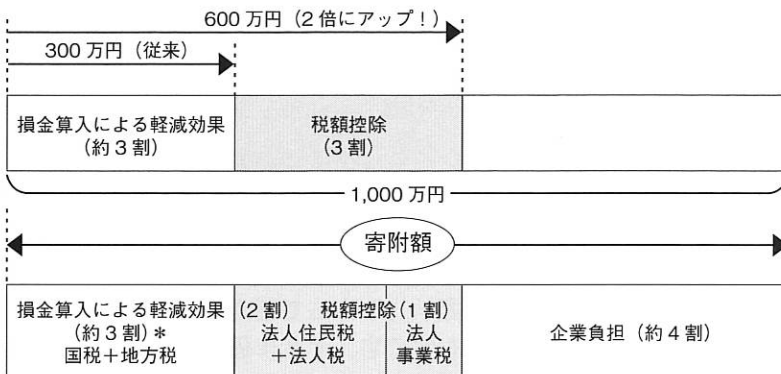 600万円（2倍にアップ！）
300万円（従来）
損金算入による軽減効果
（約3割）
税額控除
（3割）
1,000万円
寄附額
損金算入による軽減効果
（約3割）＊
国税＋地方税
（2割） 税額控除（1割）
法人住民税
＋法人税
法人
事業税
企業負担（約4割）